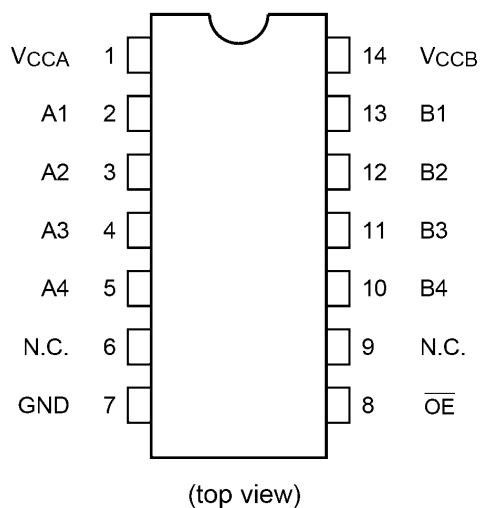 VCCA 1 14 VCCB
A1 2 13 B1
A2 3 12 B2
A3 4 11 B3
A4 5 10 B4
N.C. 6 9 N.C.
GND 7 8 O̅E̅
(top view)